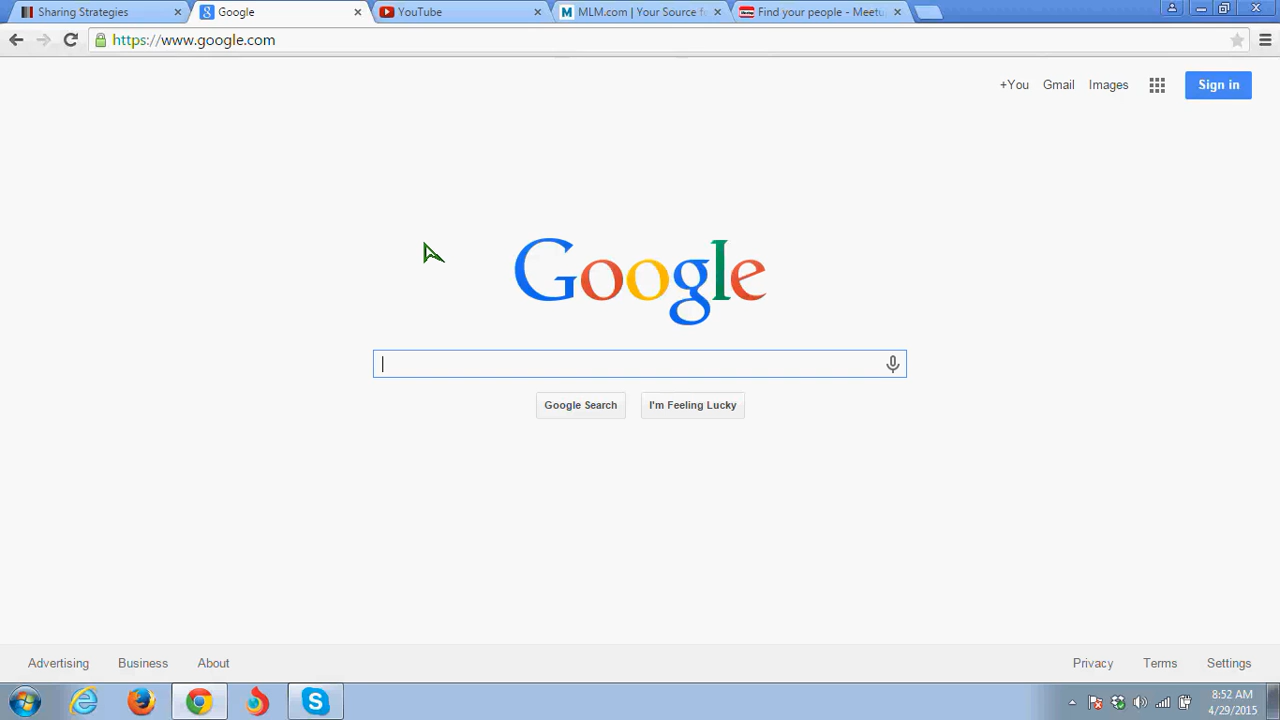 Sharing Strategies
Google
YouTube
MLM.com | Your Source fo
Find your people - Meetu
https://www.google.com
+You
Gmail
Images
Sign in
Google
Google Search
I'm Feeling Lucky
Advertising
Business
About
Privacy
Terms
Settings
8:52 AM
4/29/2015